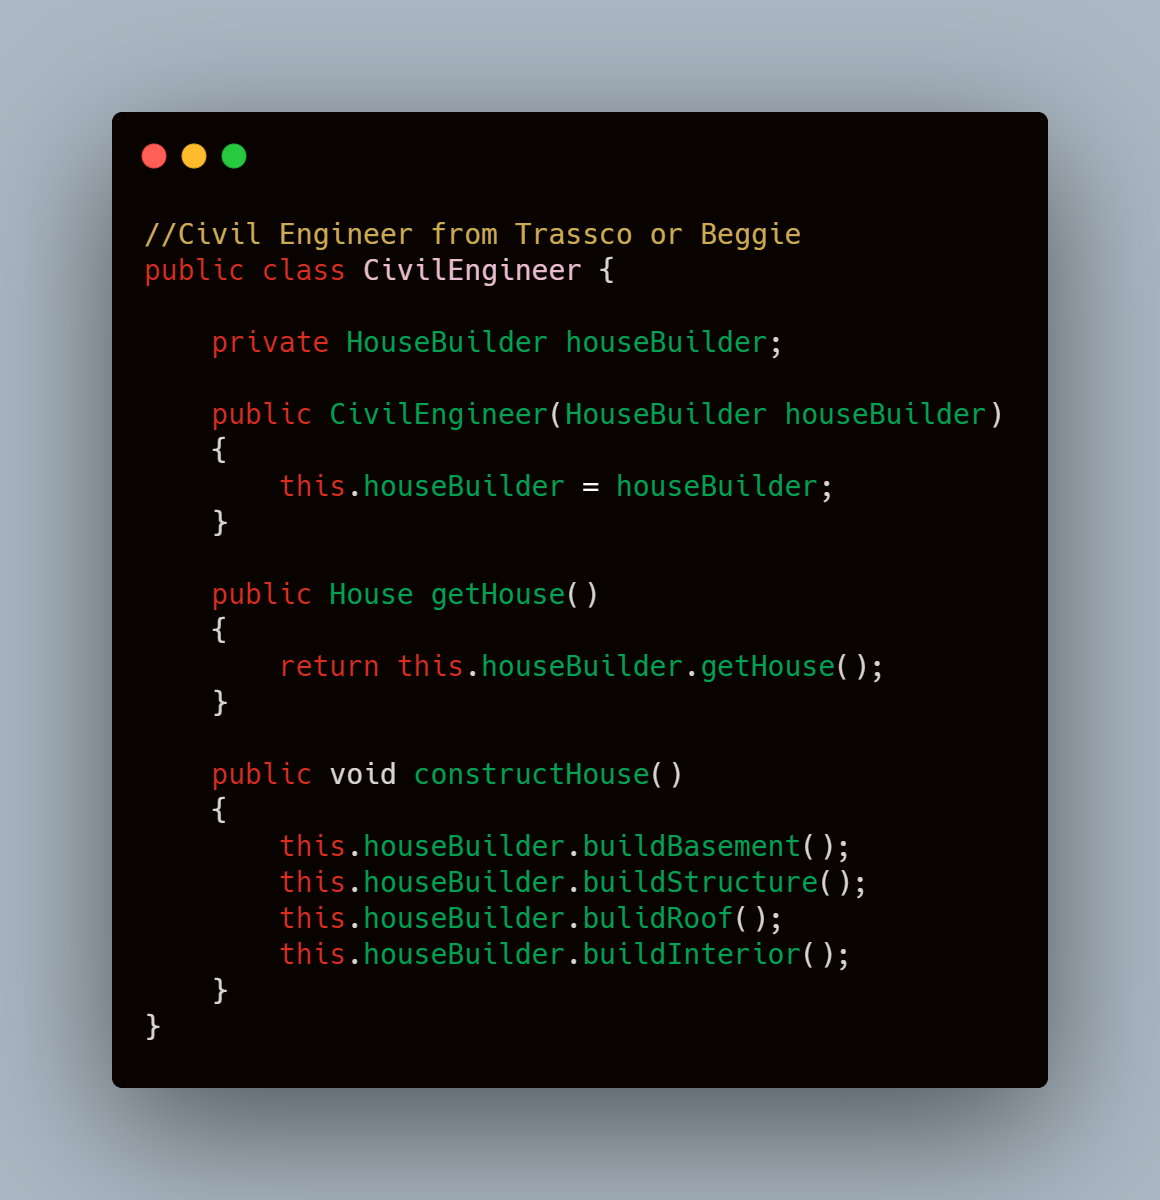 //Civil Engineer from Trassco or Beggie
public class CivilEngineer {
    private HouseBuilder houseBuilder;
    public CivilEngineer(HouseBuilder houseBuilder)
    {
        this.houseBuilder = houseBuilder;
    }
    public House getHouse()
    {
        return this.houseBuilder.getHouse();
    }
    public void constructHouse()
    {
        this.houseBuilder.buildBasement();
        this.houseBuilder.buildStructure();
        this.houseBuilder.bulidRoof();
        this.houseBuilder.buildInterior();
    }
}